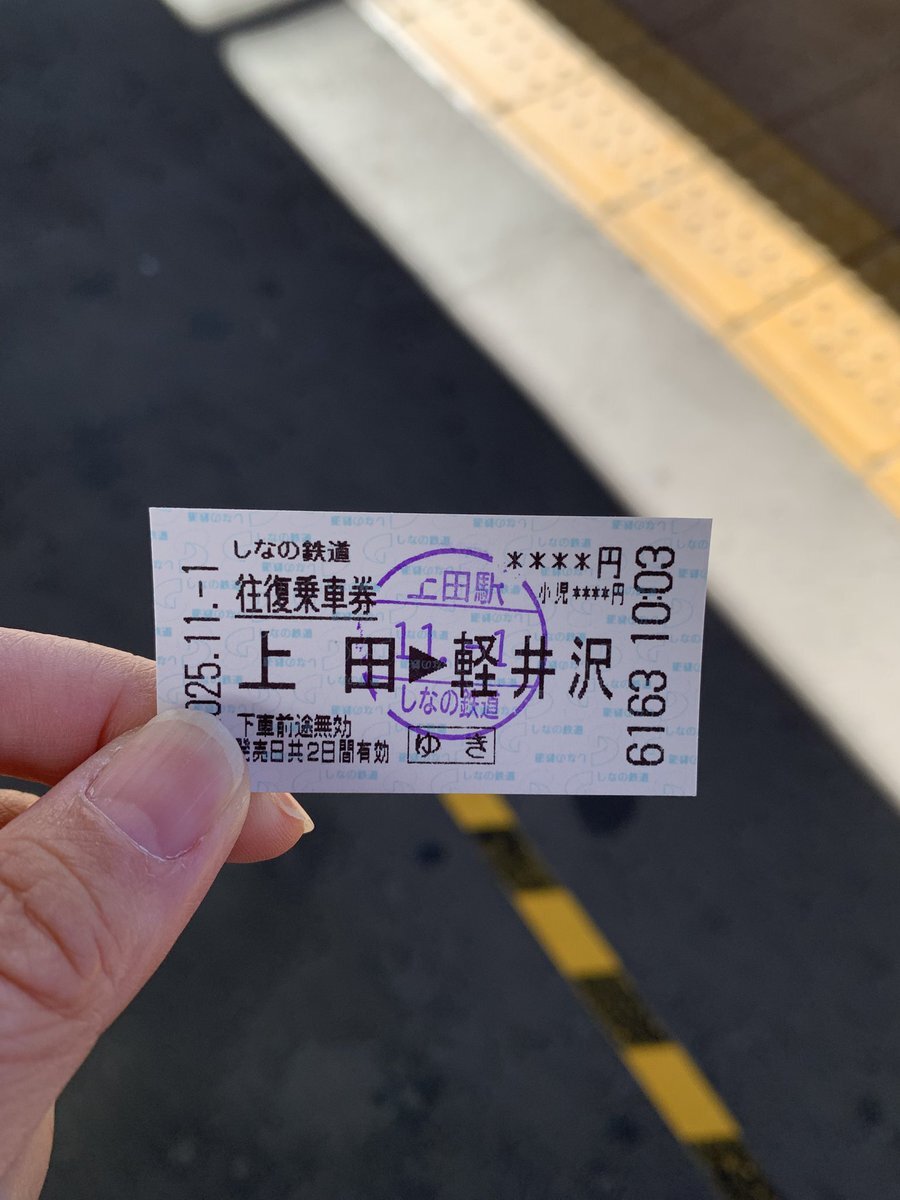 しなの鉄道
****円
往復乗車券
小児****円
上田▶軽井沢
下車前途無効
発売日共2日間有効
ゆき
025.11.-1
6163 1003
上田駅
11.-1
しなの鉄道